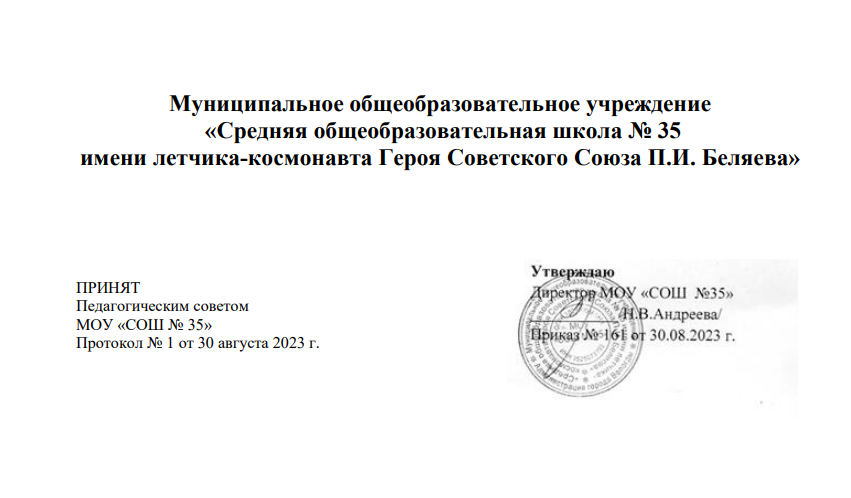 Муниципальное общеобразовательное учреждение
«Средняя общеобразовательная школа № 35
имени летчика-космонавта Героя Советского Союза П.И. Беляева»
ПРИНЯТ
Педагогическим советом
МОУ «СОШ № 35»
Протокол № 1 от 30 августа 2023 г.
Утверждаю
Директор МОУ «СОШ №35»
/Н.В.Андреева/
Приказ № 161 от 30.08.2023 г.